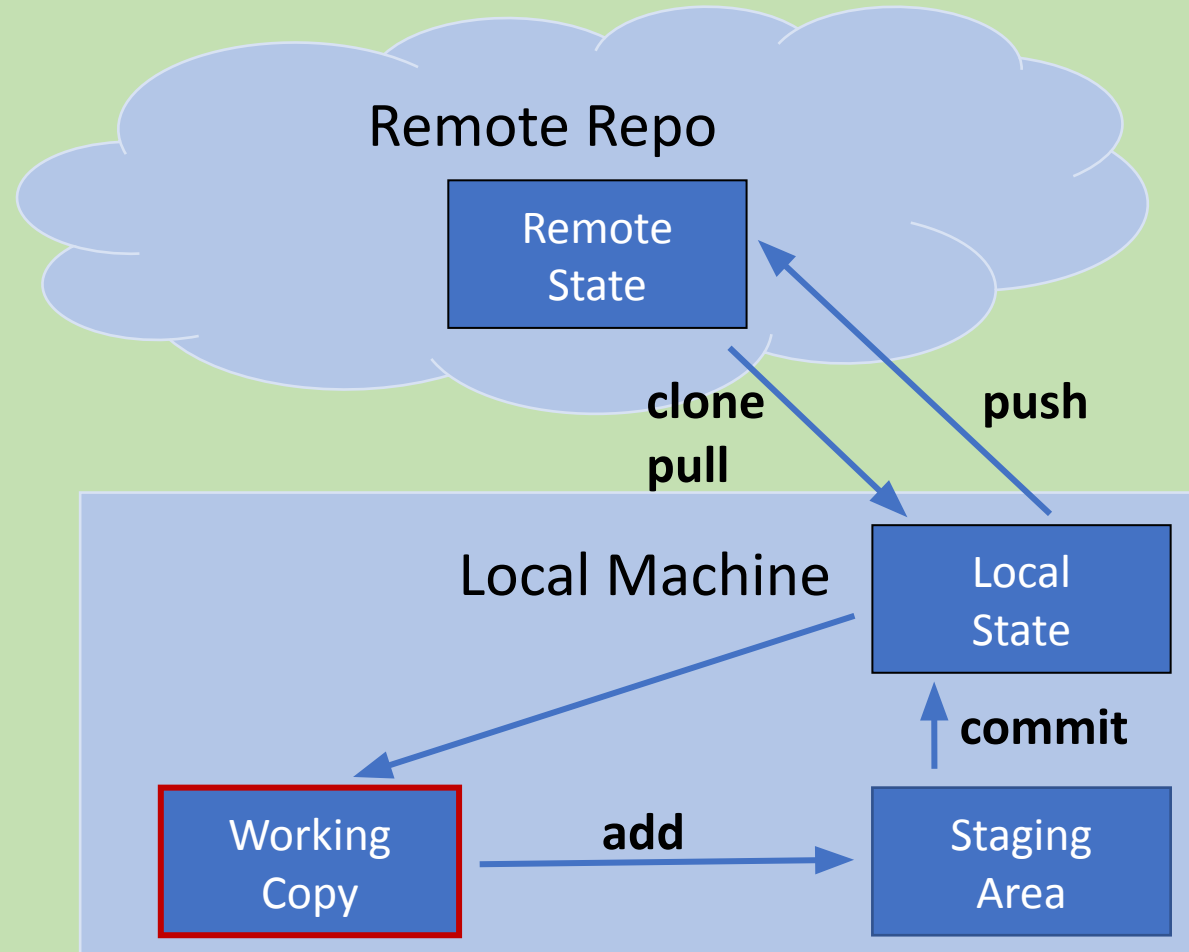 Remote Repo
Remote
State
clone
pull
push
Local Machine
Local
State
commit
Working
Copy
add
Staging
Area